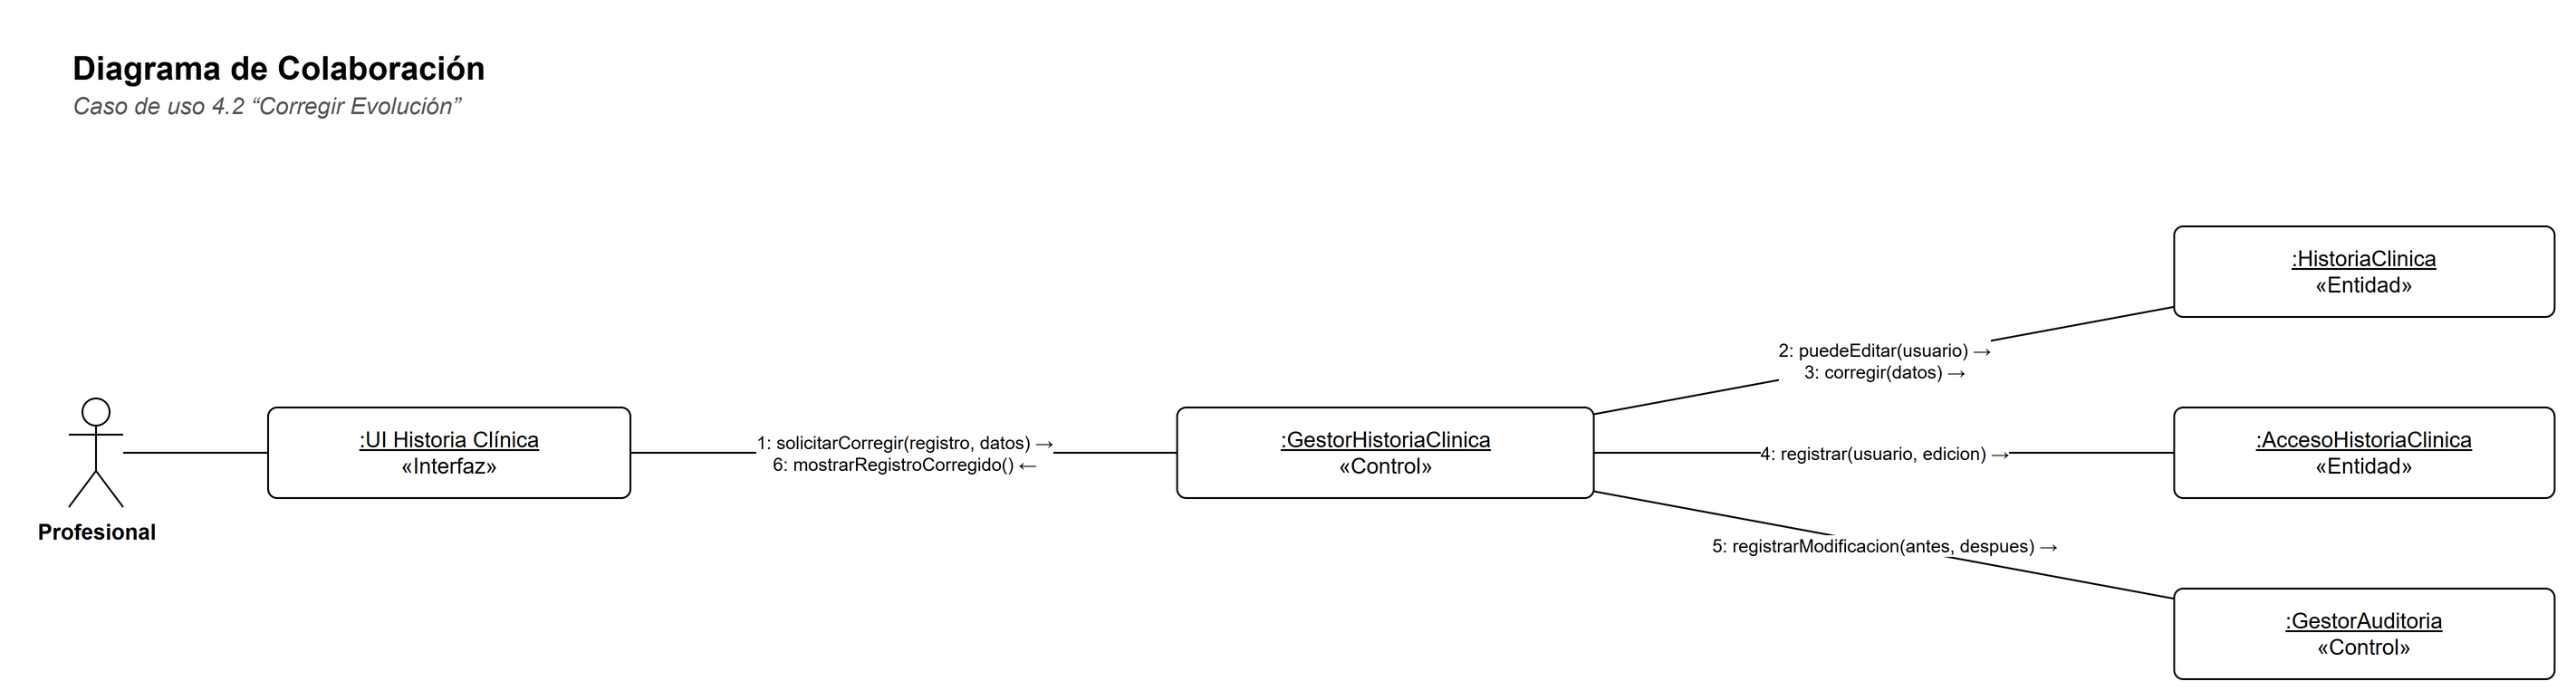 Diagrama de Colaboración
Caso de uso 4.2 “Corregir Evolución”
:HistoriaClinica
«Entidad»
2: puedeEditar(usuario) →
3: corregir(datos) →
:UI Historia Clínica
«Interfaz»
1: solicitarCorregir(registro, datos) →
6: mostrarRegistroCorregido() ←
:GestorHistoriaClinica
«Control»
4: registrar(usuario, edicion) →
:AccesoHistoriaClinica
«Entidad»
Profesional
5: registrarModificacion(antes, despues) →
:GestorAuditoria
«Control»